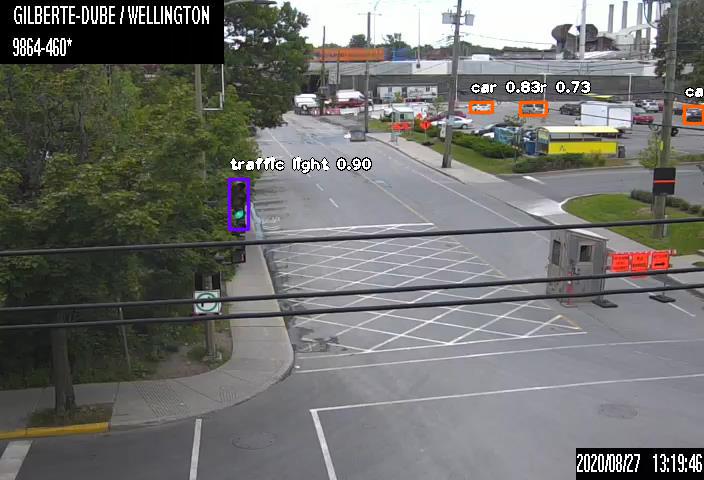 GILBERTE-DUBE / WELLINGTON
9864-460*
car 0.83r 0.73
ca
traffic light 0.90
2020/08/27 13:19:46